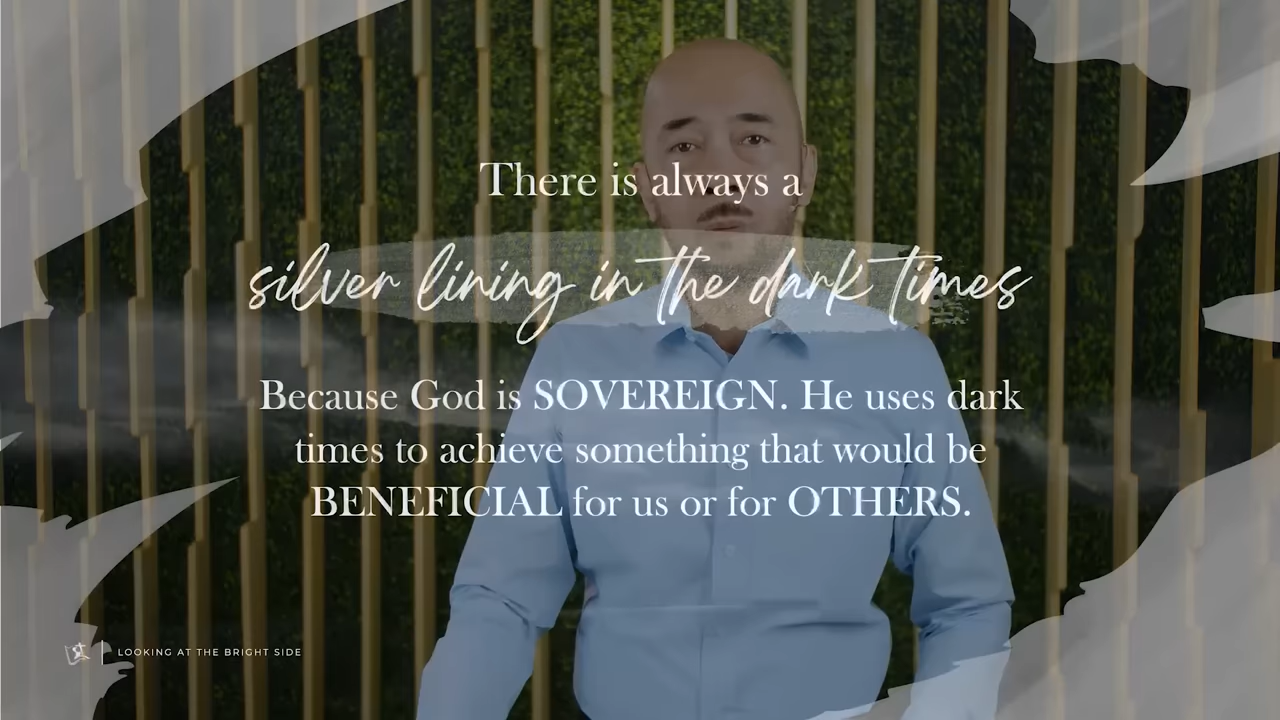 There is always a
silver lining in the dark times
Because God is SOVEREIGN. He uses dark
times to achieve something that would be
BENEFICIAL for us or for OTHERS.
LOOKING AT THE BRIGHT SIDE